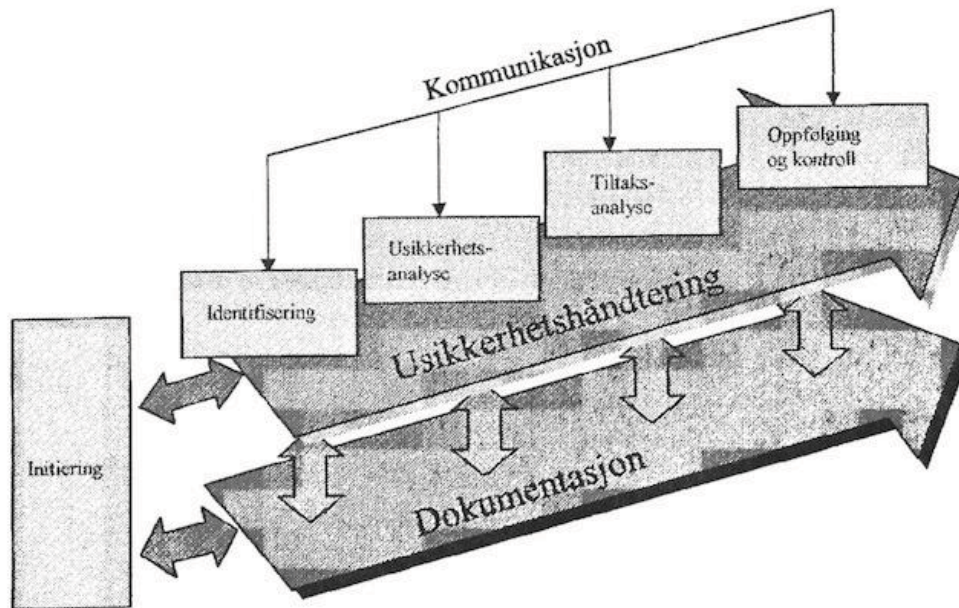 Kommunikasjon
Oppfølging
og kontroll
Tiltaks-
analyse
Usikkerhets-
analyse
Identifisering
Usikkerhetshåndtering
Initiering
Dokumentasjon